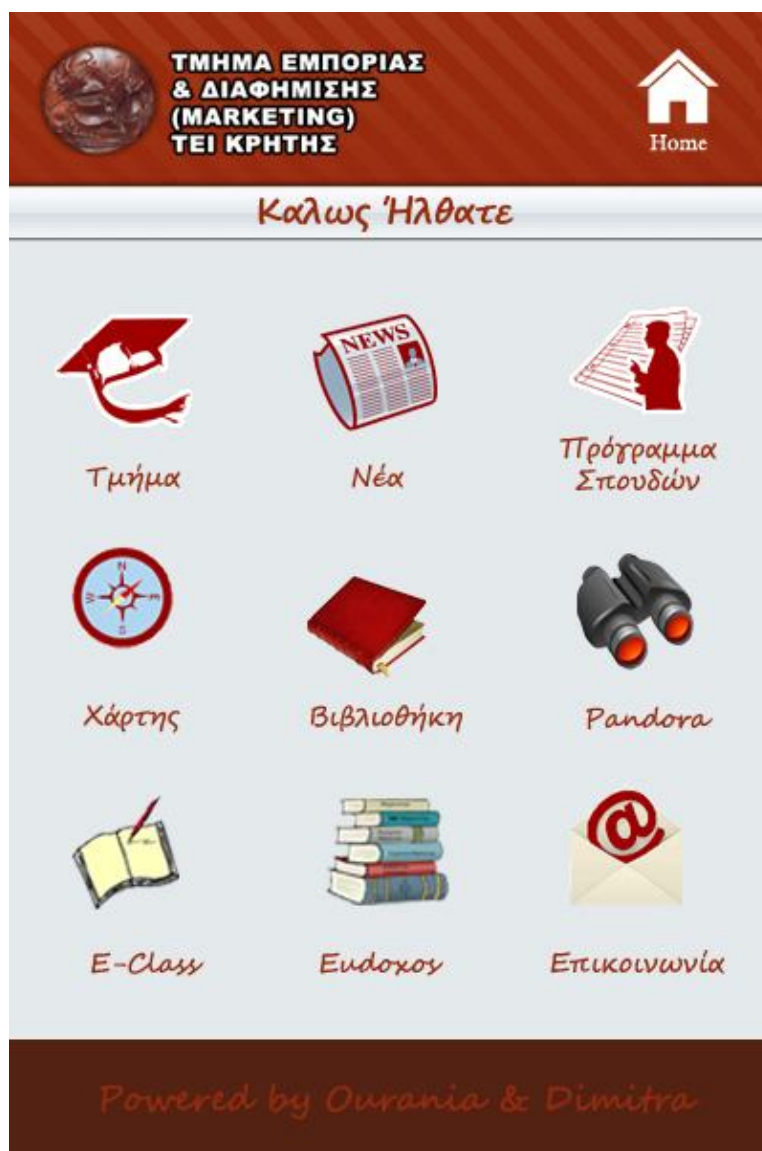 ΤΜΗΜΑ ΕΜΠΟΡΙΑΣ
& ΔΙΑΦΗΜΙΣΗΣ
(MARKETING)
ΤΕΙ ΚΡΗΤΗΣ
Home
Καλως Ήλθατε
NEWS
Τμήμα
Νέα
Πρόγραμμα
Σπουδών
N
W
E
S
Χάρτης
Βιβλιοθήκη
Pandora
@
E-Class
Eudoxos
Επικοινωνία
Powered by Ourania & Dimitra